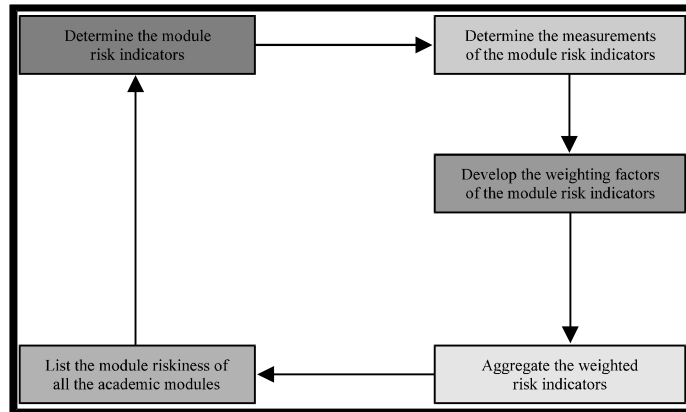 Determine the module
risk indicators
Determine the measurements
of the module risk indicators
Develop the weighting factors
of the module risk indicators
Aggregate the weighted
risk indicators
List the module riskiness of
all the academic modules